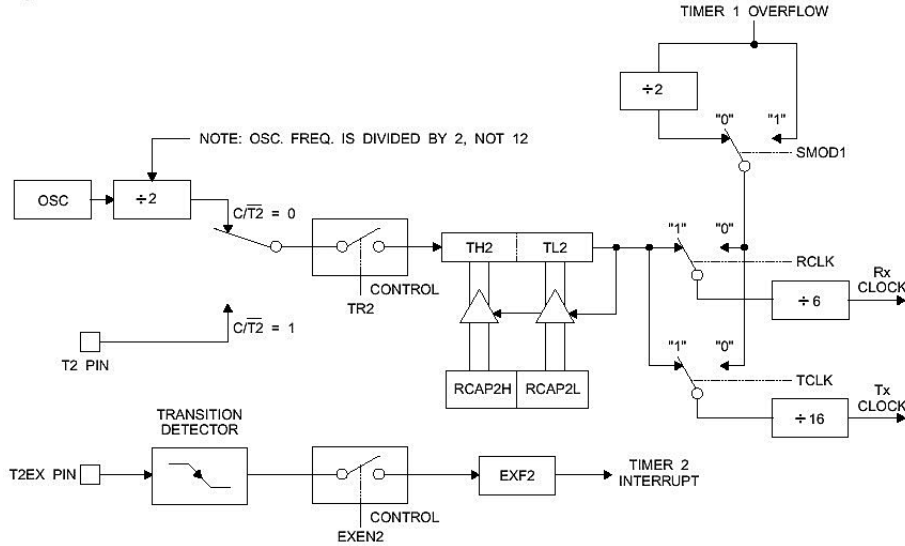 TIMER 1 OVERFLOW
÷2
"0"
"1"
SMOD1
NOTE: OSC. FREQ. IS DIVIDED BY 2, NOT 12
OSC
÷2
C/T2 = 0
TH2
TL2
"1"
"0"
RCLK
CONTROL
TR2
÷6
Rx
CLOCK
C/T2 = 1
T2 PIN
"1"
"0"
TCLK
RCAP2H
RCAP2L
÷16
Tx
CLOCK
TRANSITION
DETECTOR
T2EX PIN
EXF2
TIMER 2
INTERRUPT
CONTROL
EXEN2